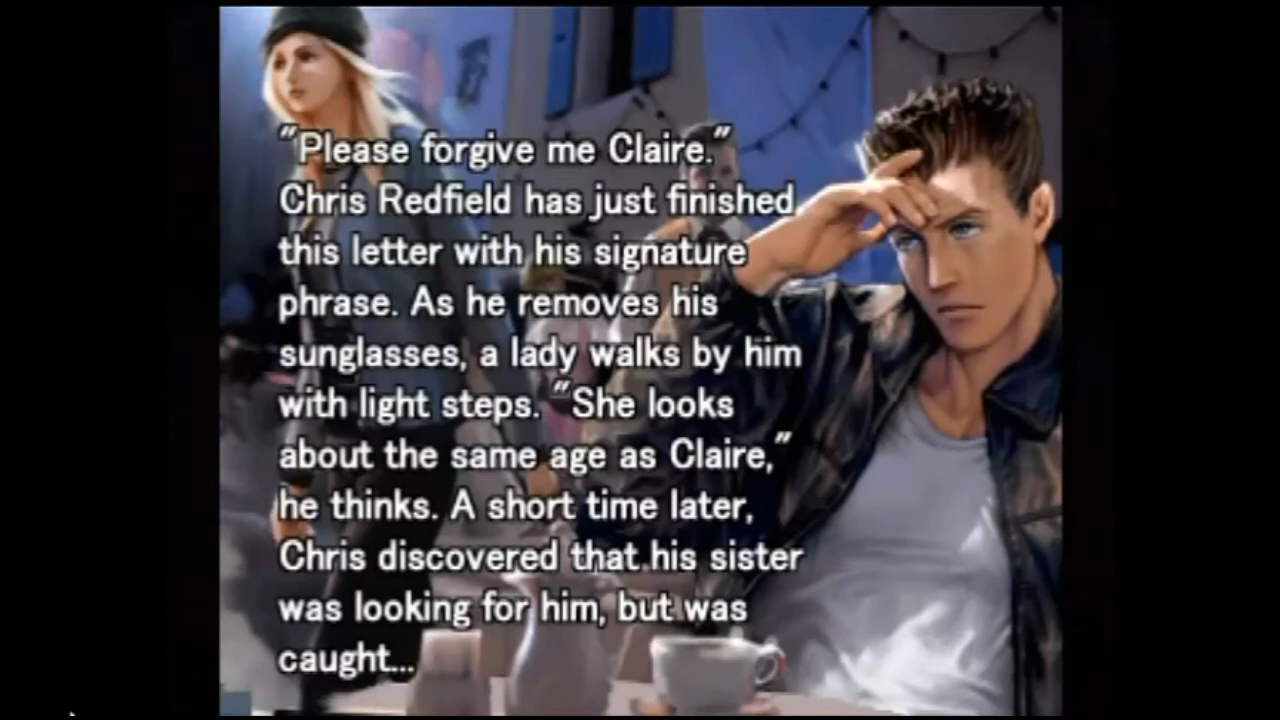 "Please forgive me Claire."
Chris Redfield has just finished
this letter with his signature
phrase. As he removes his
sunglasses, a lady walks by him
with light steps. "She looks
about the same age as Claire,"
he thinks. A short time later,
Chris discovered that his sister
was looking for him, but was
caught...